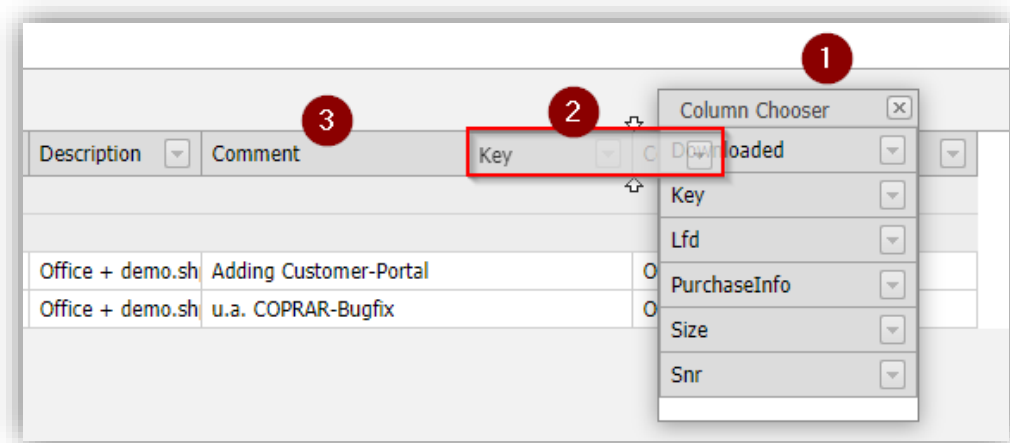 1
Column Chooser
2
3
Description Comment Key C Downloaded
Key
Lfd
Office + demo.sh Adding Customer-Portal O
PurchaseInfo
Office + demo.sh u.a. COPRAR-Bugfix O
Size
Snr